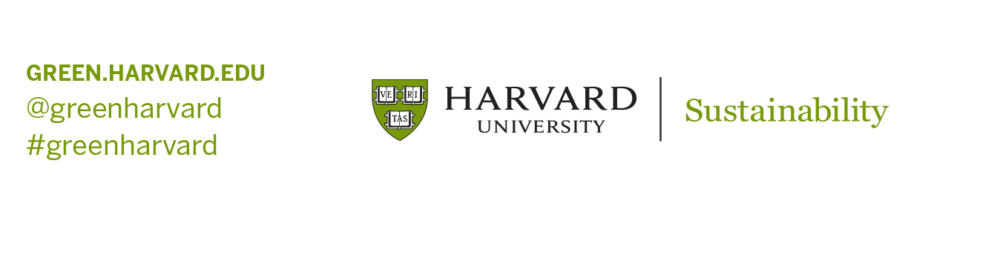 GREEN.HARVARD.EDU
@greenharvard
#greenharvard
VE RI
TAS
HARVARD
UNIVERSITY
Sustainability